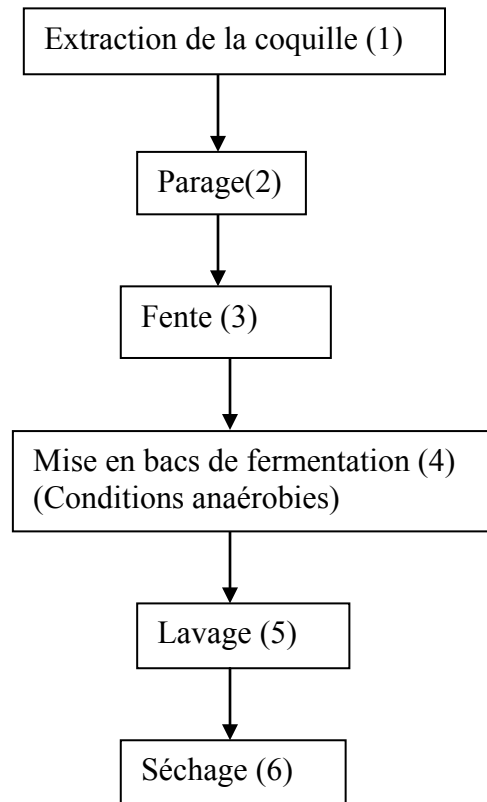 Extraction de la coquille (1)
Parage(2)
Fente (3)
Mise en bacs de fermentation (4)
(Conditions anaérobies)
Lavage (5)
Séchage (6)